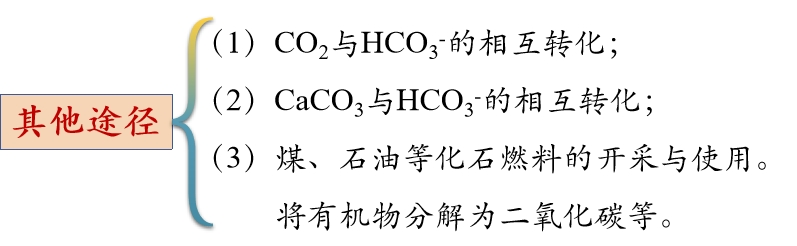 其他途径
（1）CO₂与HCO₃⁻的相互转化；
（2）CaCO₃与HCO₃⁻的相互转化；
（3）煤、石油等化石燃料的开采与使用。
将有机物分解为二氧化碳等。